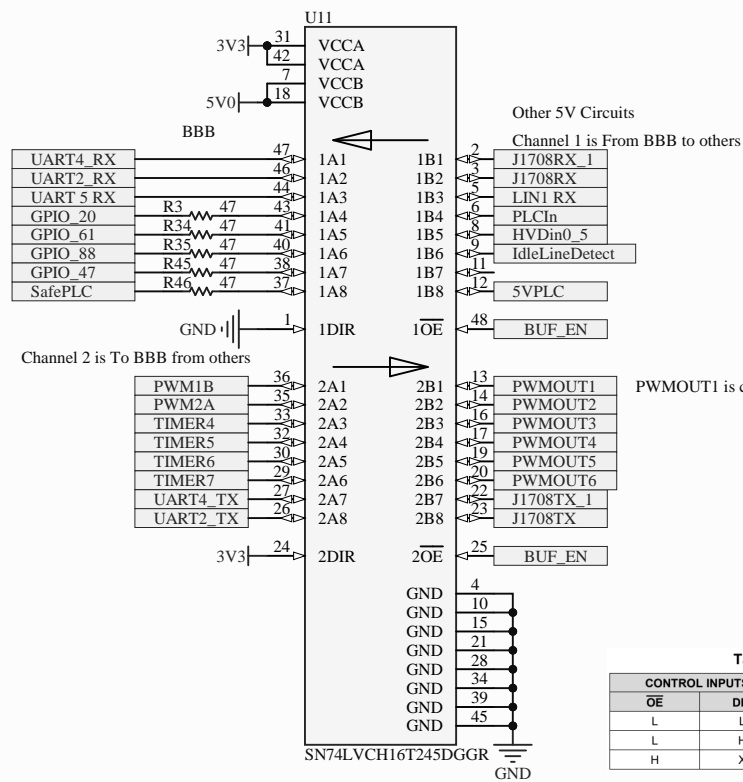 U11
3V3 31 VCCA
42 VCCA
7 VCCB
5V0 18 VCCB
Other 5V Circuits
BBB
Channel 1 is From BBB to others
UART4_RX 47 1A1 1B1 2 J1708RX_1
UART2_RX 46 1A2 1B2 3 J1708RX
UART 5 RX 44 1A3 1B3 5 LIN1 RX
GPIO_20 R3 47 43 1A4 1B4 6 PLCIn
GPIO_61 R34 47 41 1A5 1B5 8 HVDin0_5
GPIO_88 R35 47 40 1A6 1B6 9 IdleLineDetect
GPIO_47 R45 47 38 1A7 1B7 11
SafePLC R46 47 37 1A8 1B8 12 5VPLC
GND 1 1DIR 1OE 48 BUF_EN
Channel 2 is To BBB from others
PWM1B 36 2A1 2B1 13 PWMOUT1 PWMOUT1 is
PWM2A 35 2A2 2B2 14 PWMOUT2
TIMER4 33 2A3 2B3 16 PWMOUT3
TIMER5 32 2A4 2B4 17 PWMOUT4
TIMER6 30 2A5 2B5 19 PWMOUT5
TIMER7 29 2A6 2B6 20 PWMOUT6
UART4_TX 27 2A7 2B7 22 J1708TX_1
UART2_TX 26 2A8 2B8 23 J1708TX
3V3 24 2DIR 2OE 25 BUF_EN
GND 4
GND 10
GND 15
GND 21
GND 28
GND 34
GND 39
GND 45
SN74LVCH16T245DGGR
GND
CONTROL INPUTS
OE
L L
L H
H X